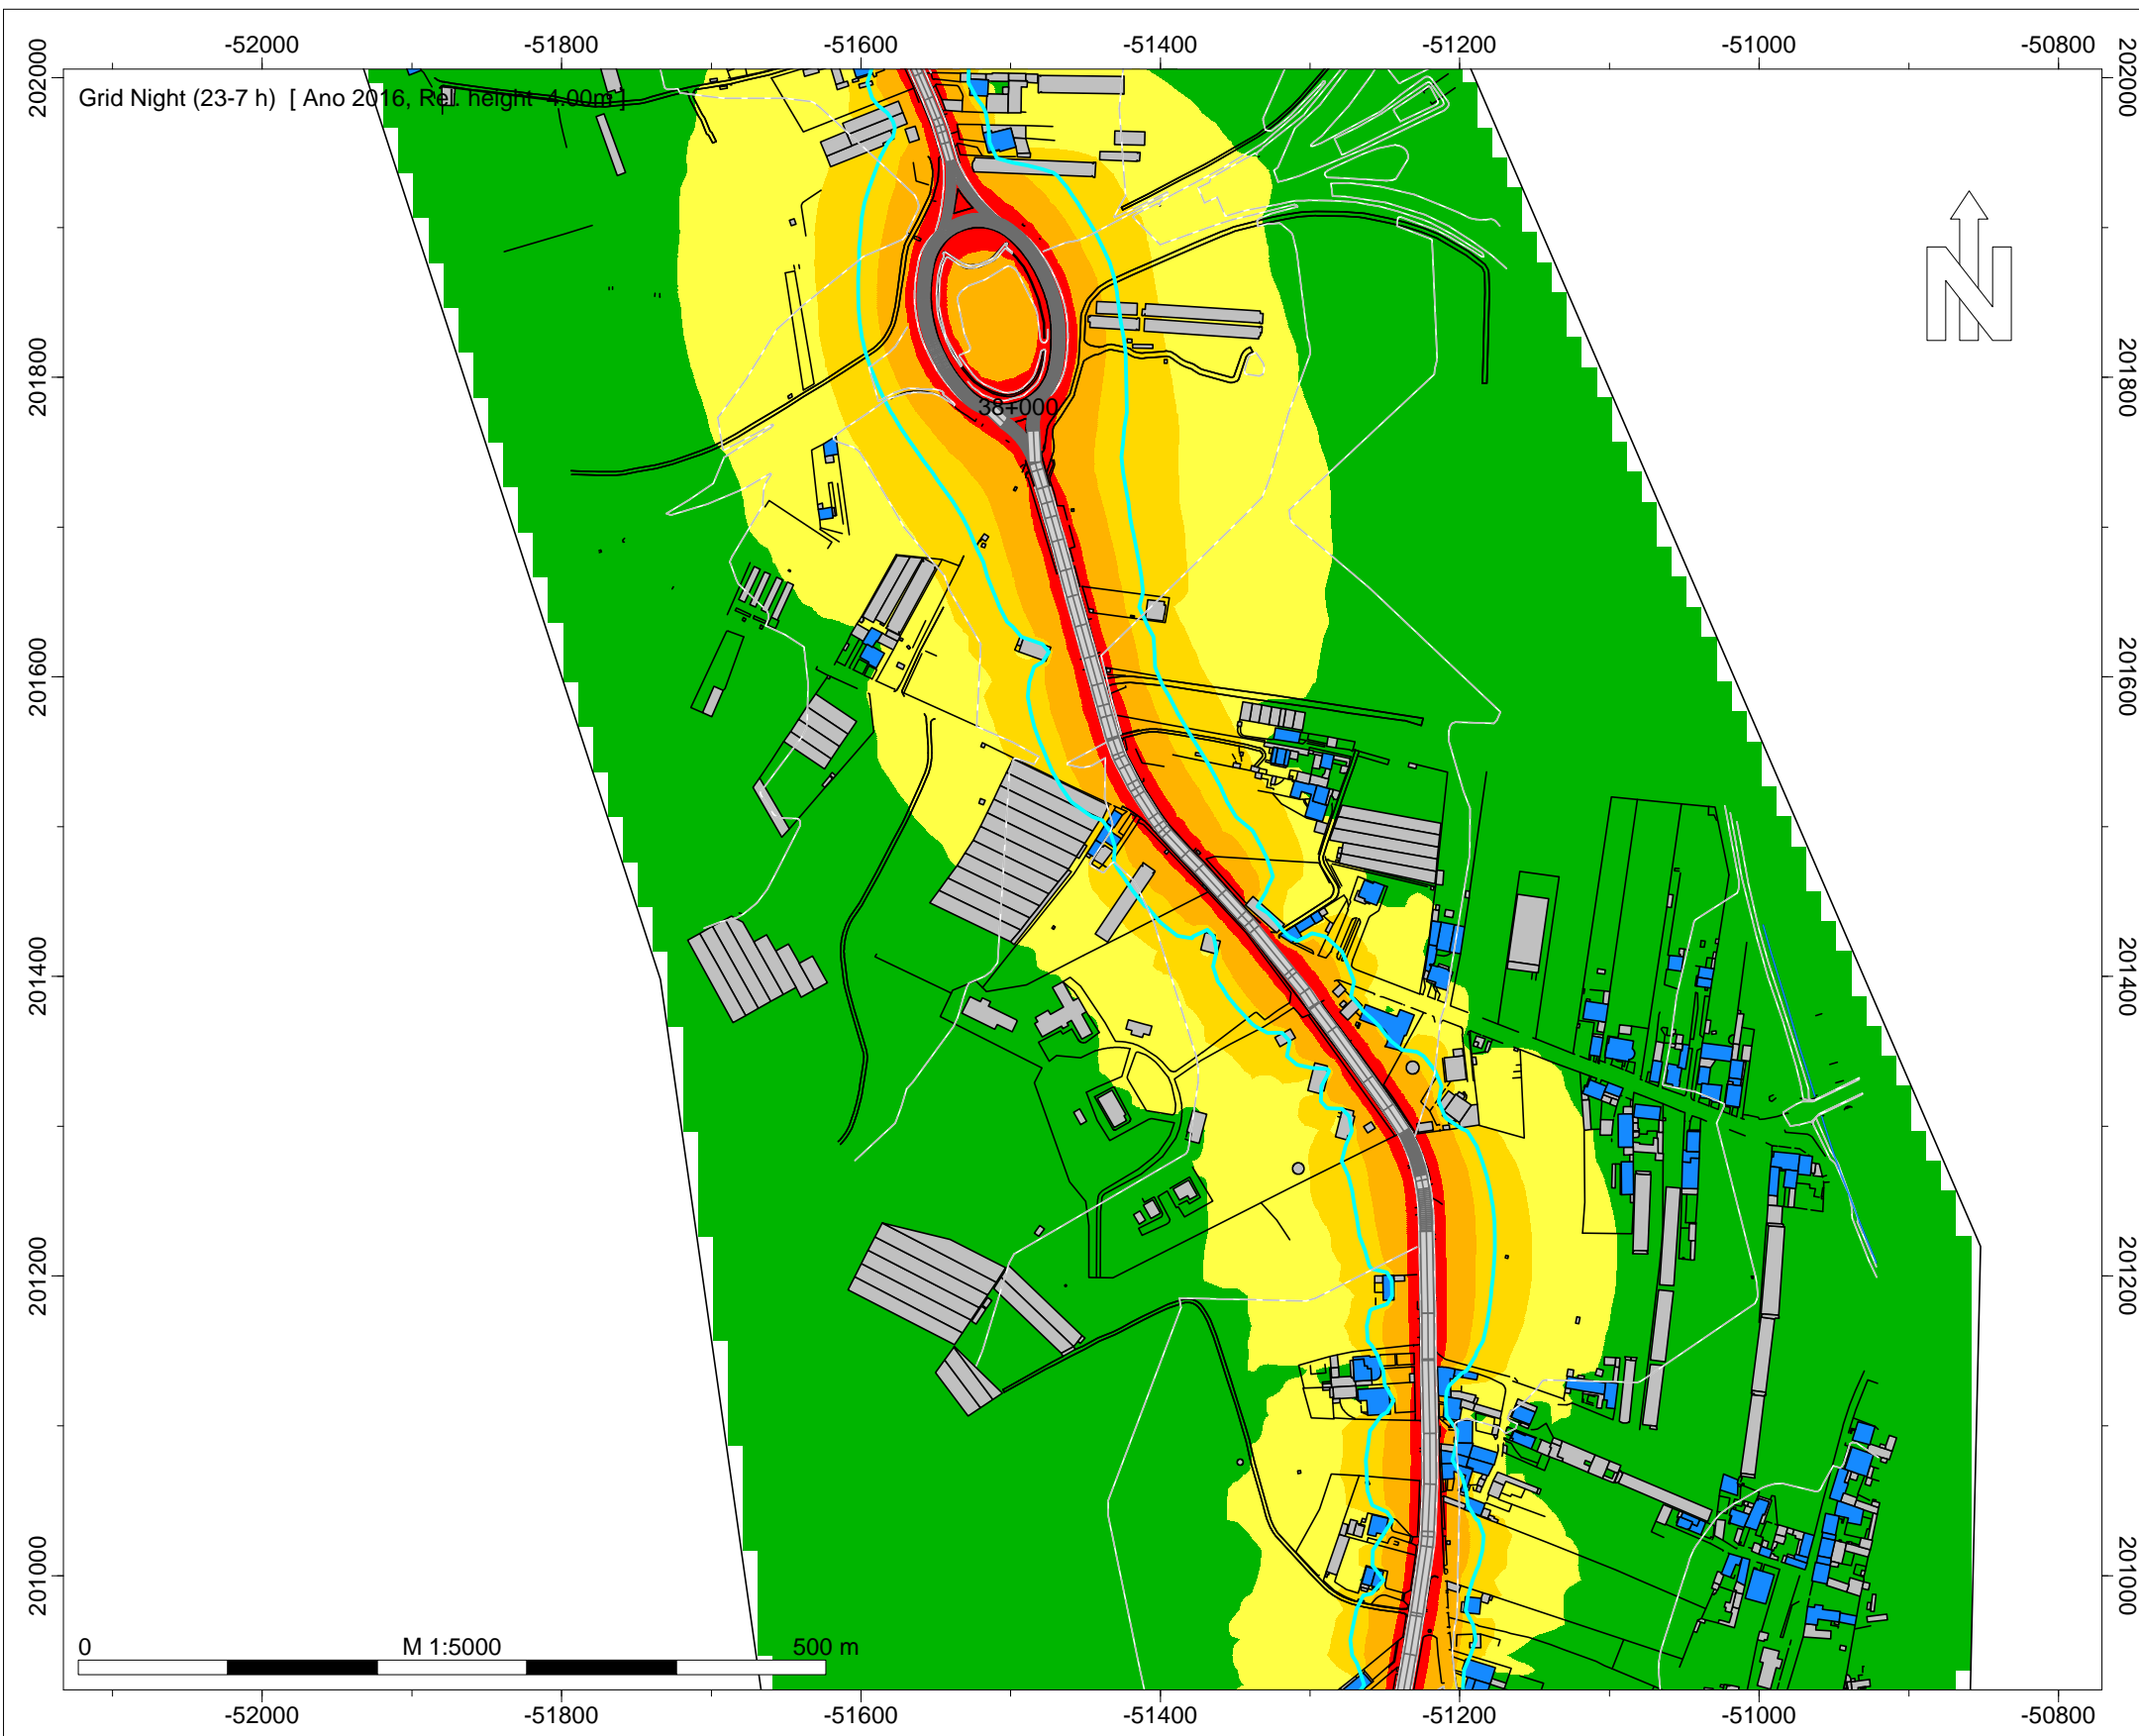 -52000 -51800 -51600 -51400 -51200 -51000 -50800
202000 202000
Grid Night (23-7 h) [ Ano 2016, Rel. height 4.00m ]
N
201800 201800
38+000
201600 201600
201400 201400
201200 201200
201000 201000
0 M 1:5000 500 m
-52000 -51800 -51600 -51400 -51200 -51000 -50800